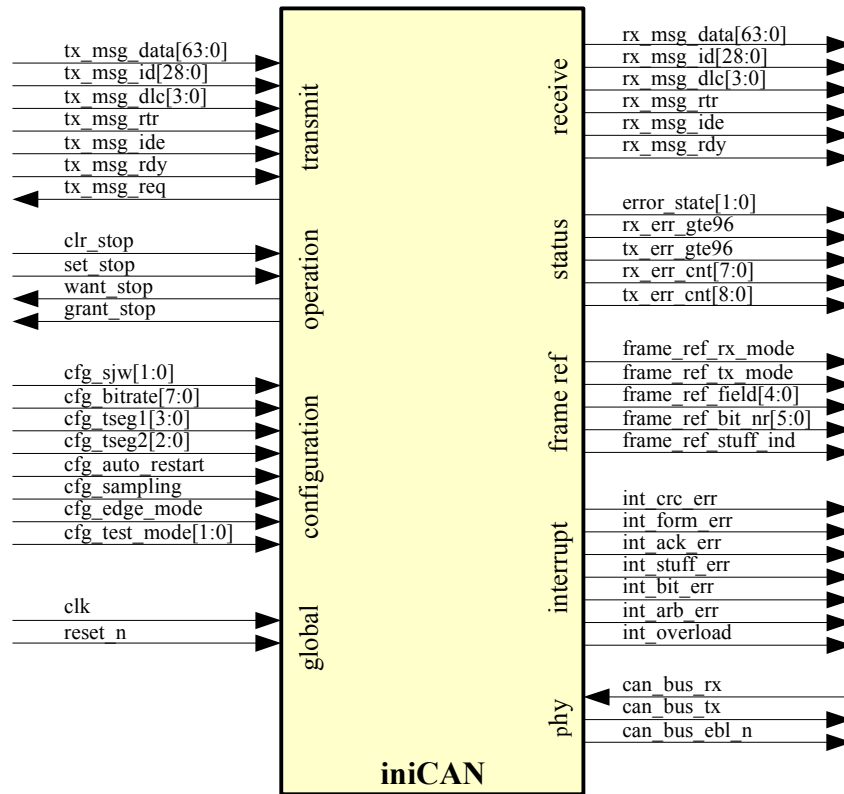 tx_msg_data[63:0]
tx_msg_id[28:0]
tx_msg_dlc[3:0]
tx_msg_rtr
tx_msg_ide
tx_msg_rdy
tx_msg_req
transmit
clr_stop
set_stop
want_stop
grant_stop
operation
cfg_sjw[1:0]
cfg_bitrate[7:0]
cfg_tseg1[3:0]
cfg_tseg2[2:0]
cfg_auto_restart
cfg_sampling
cfg_edge_mode
cfg_test_mode[1:0]
configuration
clk
reset_n
global
receive
rx_msg_data[63:0]
rx_msg_id[28:0]
rx_msg_dlc[3:0]
rx_msg_rtr
rx_msg_ide
rx_msg_rdy
status
error_state[1:0]
rx_err_gte96
tx_err_gte96
rx_err_cnt[7:0]
tx_err_cnt[8:0]
frame ref
frame_ref_rx_mode
frame_ref_tx_mode
frame_ref_field[4:0]
frame_ref_bit_nr[5:0]
frame_ref_stuff_ind
interrupt
int_crc_err
int_form_err
int_ack_err
int_stuff_err
int_bit_err
int_arb_err
int_overload
phy
can_bus_rx
can_bus_tx
can_bus_ebl_n
iniCAN